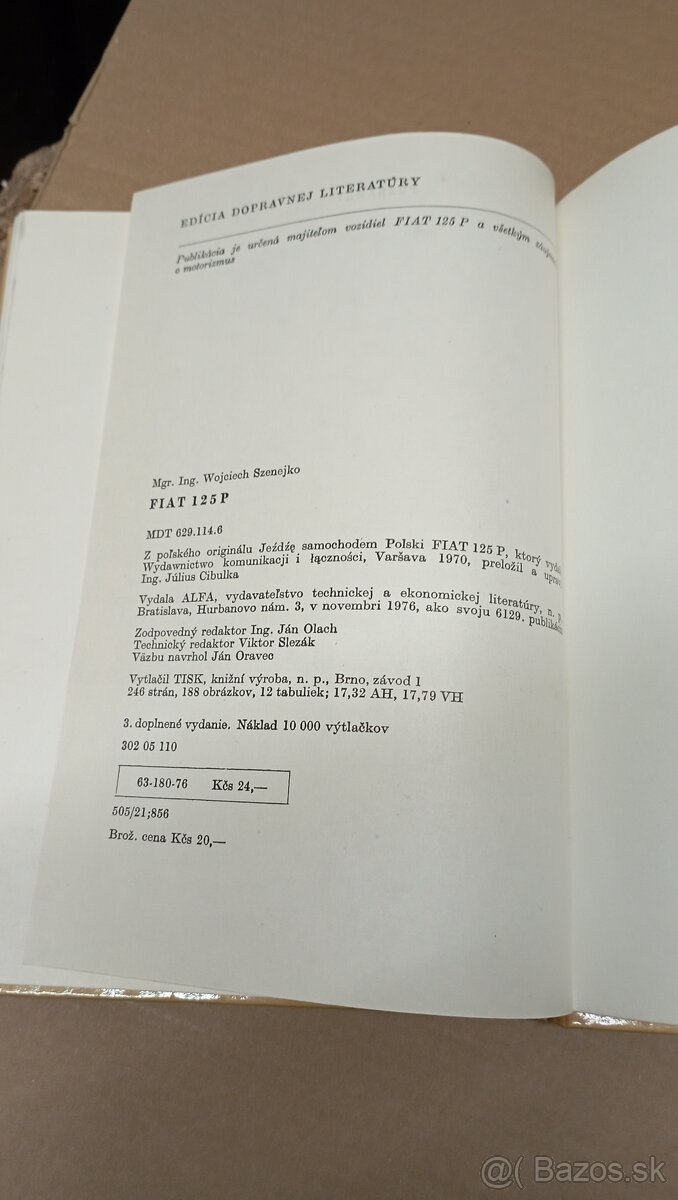 EDÍCIA DOPRAVNEJ LITERATÚRY
Publikácia je určená majiteľom vozidiel FIAT 125 P a všetkým
o motorizmus
Mgr. Ing. Wojciech Szenejko
FIAT 125 P
MDT 629.114.6
Z poľského originálu Jeźdźę samochodem Polski FIAT 125 P, ktorý
Wydawnictwo komunikacji i łączności, Varšava 1970, preložil a
Ing. Július Cibulka
Vydala ALFA, vydavateľstvo technickej a ekonomickej literatúry, n. p.
Bratislava, Hurbanovo nám. 3, v novembri 1976, ako svoju 6129.
Zodpovedný redaktor Ing. Ján Olach
Technický redaktor Viktor Slezák
Väzbu navrhol Ján Oravec
Vytlačil TISK, knižní výroba, n. p., Brno, závod 1
246 strán, 188 obrázkov, 12 tabuliek; 17,32 AH, 17,79 VH
3. doplnené vydanie. Náklad 10 000 výtlačkov
302 05 110
63-180-76 Kčs 24,—
505/21;856
Brož. cena Kčs 20,—
@( Bazos.sk